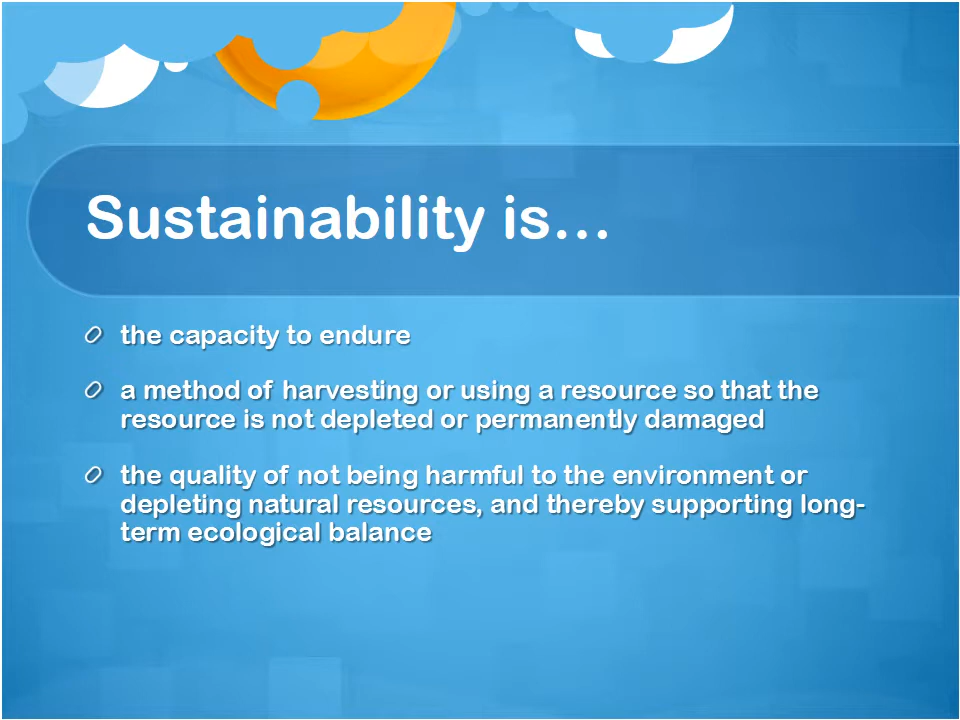 Sustainability is…
the capacity to endure
a method of harvesting or using a resource so that the
resource is not depleted or permanently damaged
the quality of not being harmful to the environment or
depleting natural resources, and thereby supporting long-
term ecological balance